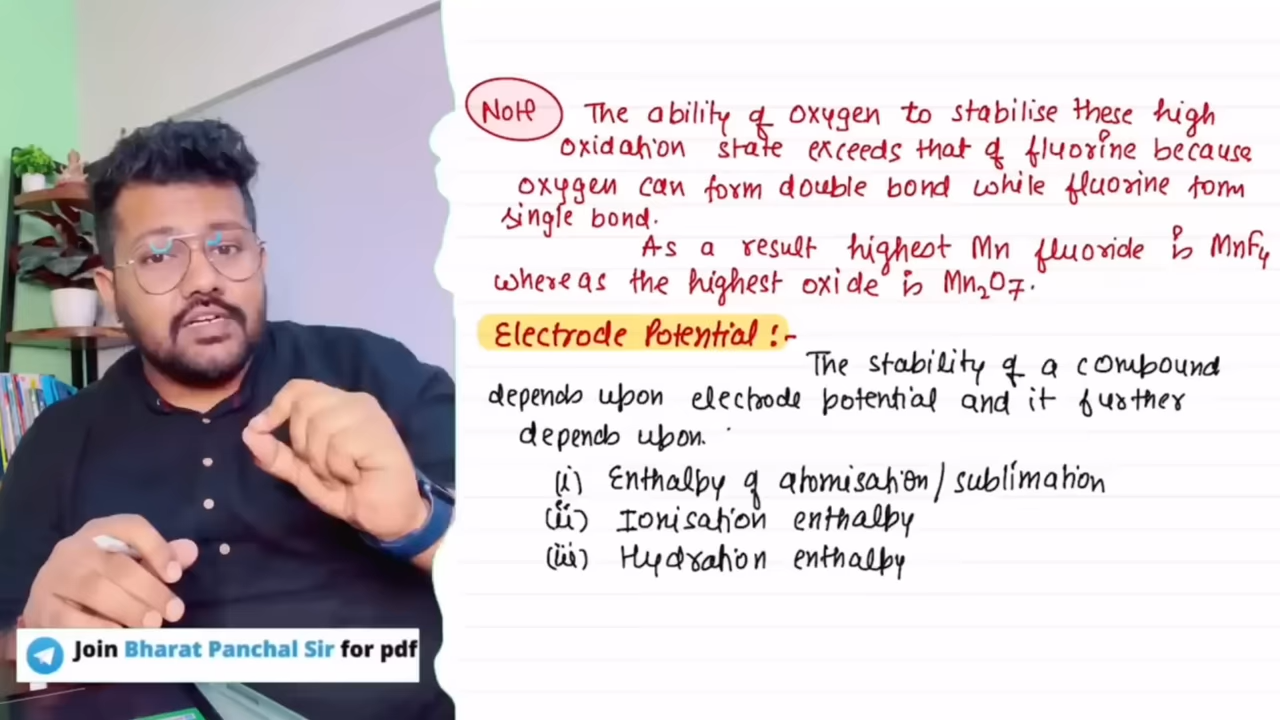 Note The ability of oxygen to stabilise these high
oxidation state exceeds that of fluorine because
oxygen can form double bond while fluorine form
single bond.
As a result highest Mn fluoride is MnF4
whereas the highest oxide is Mn2O7.
Electrode Potential :-
The stability of a compound
depends upon electrode potential and it further
depends upon.
(i) Enthalpy of atomisation/sublimation
(ii) Ionisation enthalpy
(iii) Hydration enthalpy
Join Bharat Panchal Sir for pdf